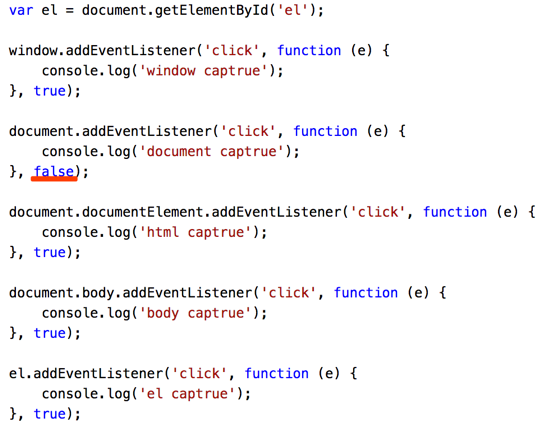 var el = document.getElementById('el');
window.addEventListener('click', function (e) {
    console.log('window captrue');
}, true);
document.addEventListener('click', function (e) {
    console.log('document captrue');
}, false);
document.documentElement.addEventListener('click', function (e) {
    console.log('html captrue');
}, true);
document.body.addEventListener('click', function (e) {
    console.log('body captrue');
}, true);
el.addEventListener('click', function (e) {
    console.log('el captrue');
}, true);